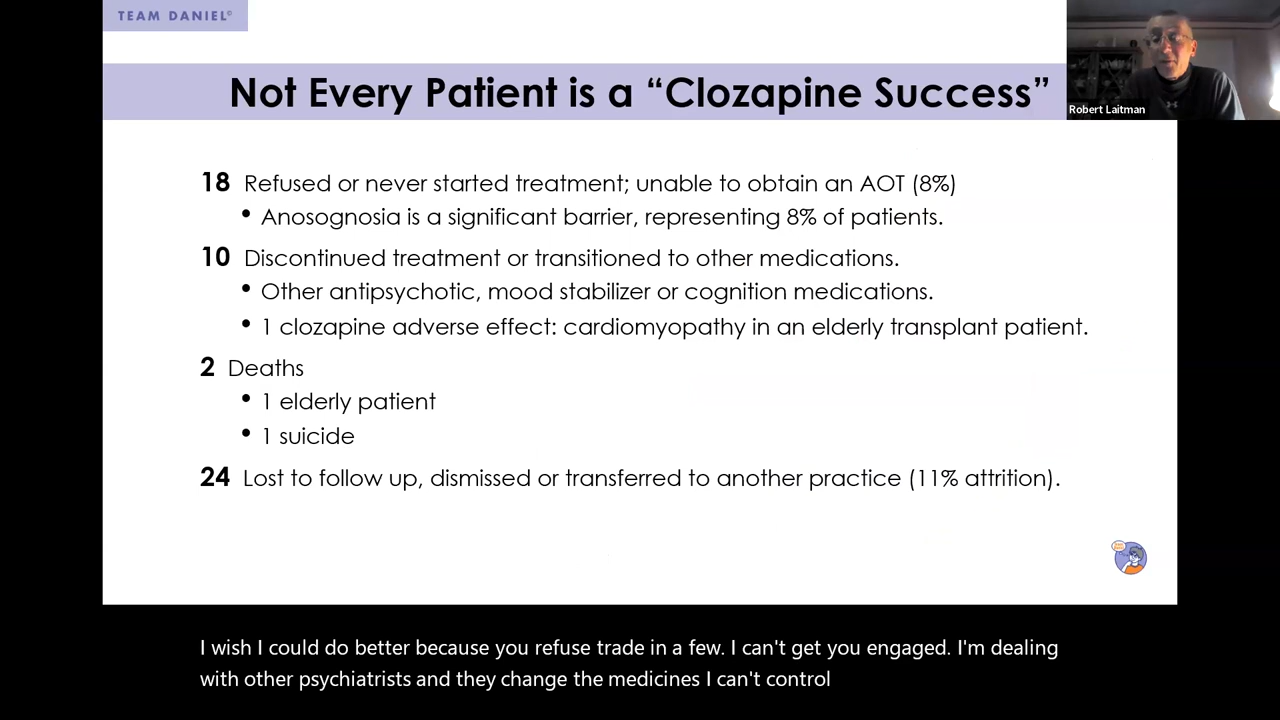 TEAM DANIEL©
Not Every Patient is a “Clozapine Success”
Robert Laitman
18 Refused or never started treatment; unable to obtain an AOT (8%)
• Anosognosia is a significant barrier, representing 8% of patients.
10 Discontinued treatment or transitioned to other medications.
• Other antipsychotic, mood stabilizer or cognition medications.
• 1 clozapine adverse effect: cardiomyopathy in an elderly transplant patient.
2 Deaths
• 1 elderly patient
• 1 suicide
24 Lost to follow up, dismissed or transferred to another practice (11% attrition).
I wish I could do better because you refuse trade in a few. I can't get you engaged. I'm dealing
with other psychiatrists and they change the medicines I can't control